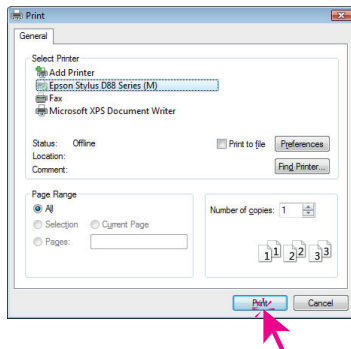 Print
General
Select Printer
Add Printer
Epson Stylus D88 Series (M)
Fax
Microsoft XPS Document Writer
Status: Offline Print to file Preferences
Location:
Comment: Find Printer...
Page Range
All Number of copies: 1
Selection Current Page
Pages: 1 1 2 2 3 3
Print Cancel